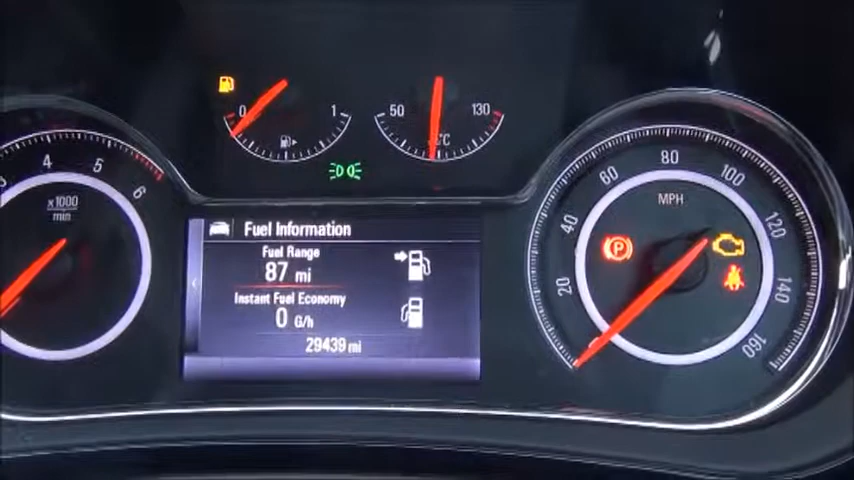 0 1
50 130
°C
4 5 6
x1000
min
Fuel Information
Fuel Range
87 mi
Instant Fuel Economy
0 G/h
29439 mi
MPH
20 40 60 80 100 120 140 160
P